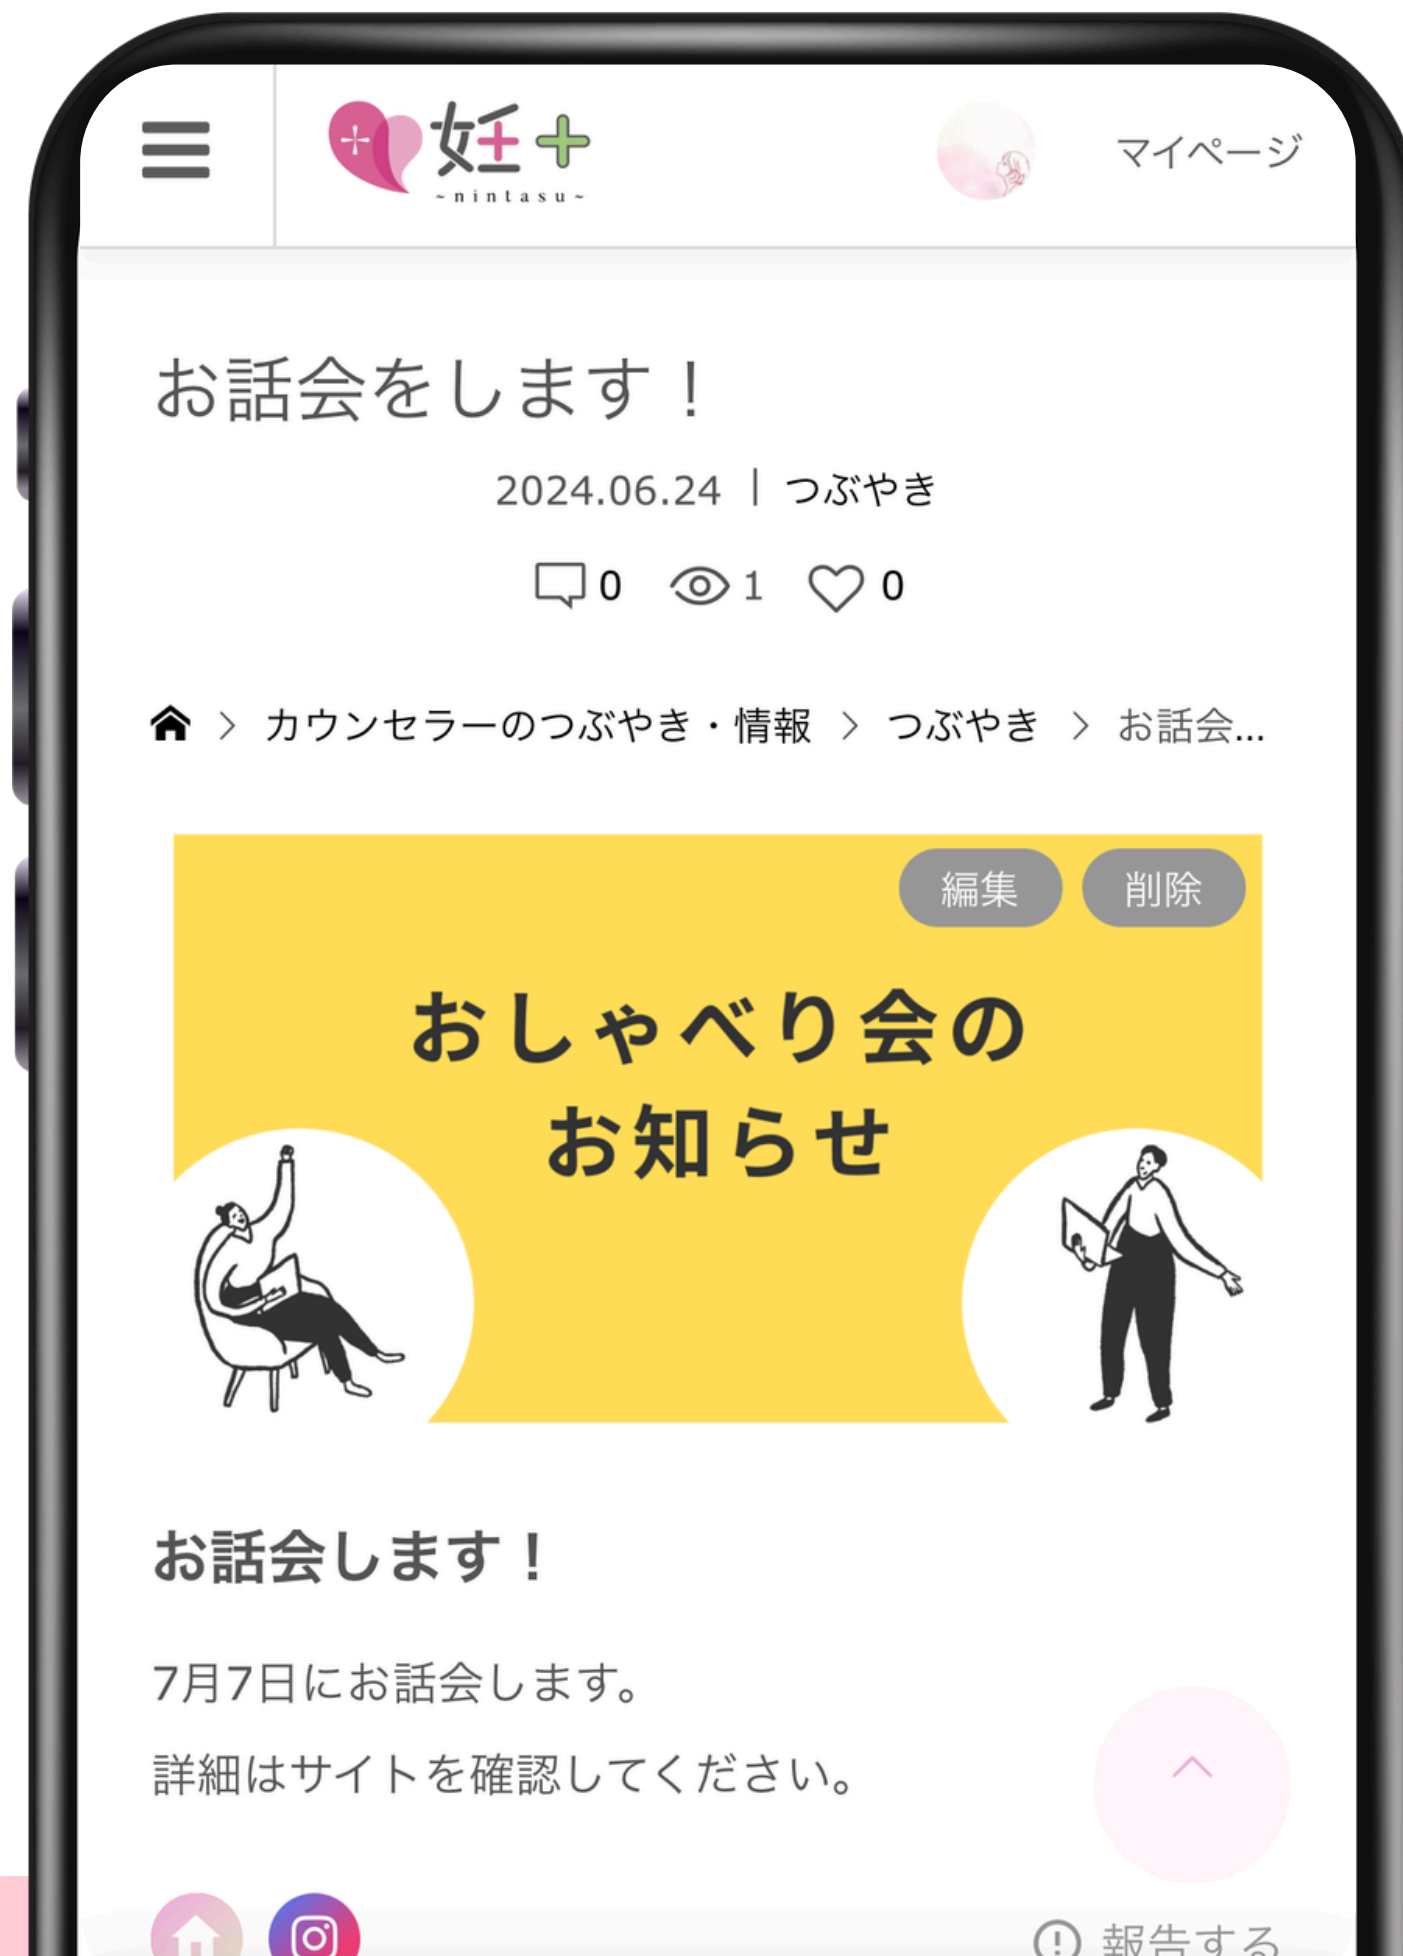 妊+
~nintasu~
マイページ
お話会をします！
2024.06.24 | つぶやき
0 1 0
カウンセラーのつぶやき・情報 > つぶやき > お話会...
編集 削除
おしゃべり会の
お知らせ
お話会します！
7月7日にお話会します。
詳細はサイトを確認してください。
報告する